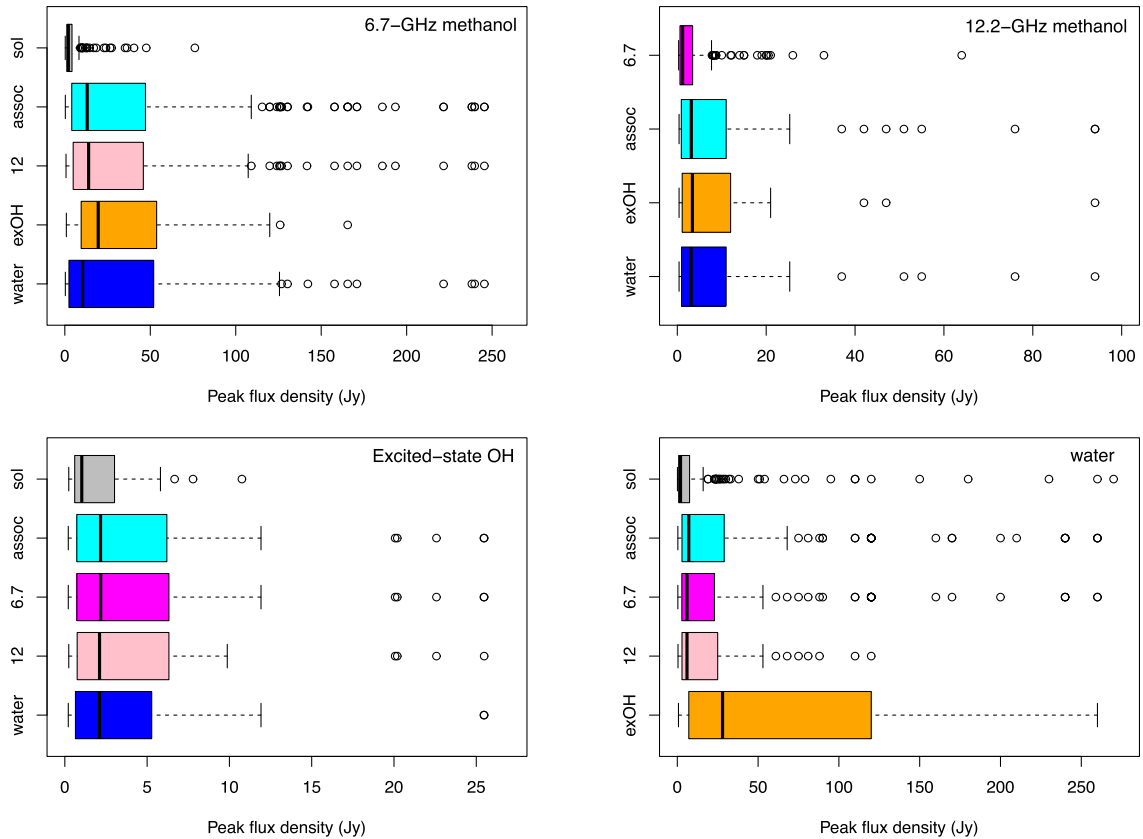 6.7−GHz methanol
sol
assoc
12
exOH
water
0 50 100 150 200 250
Peak flux density (Jy)
12.2−GHz methanol
6.7
assoc
exOH
water
0 20 40 60 80 100
Peak flux density (Jy)
Excited−state OH
sol
assoc
6.7
12
water
0 5 10 15 20 25
Peak flux density (Jy)
water
sol
assoc
6.7
12
exOH
0 50 100 150 200 250
Peak flux density (Jy)